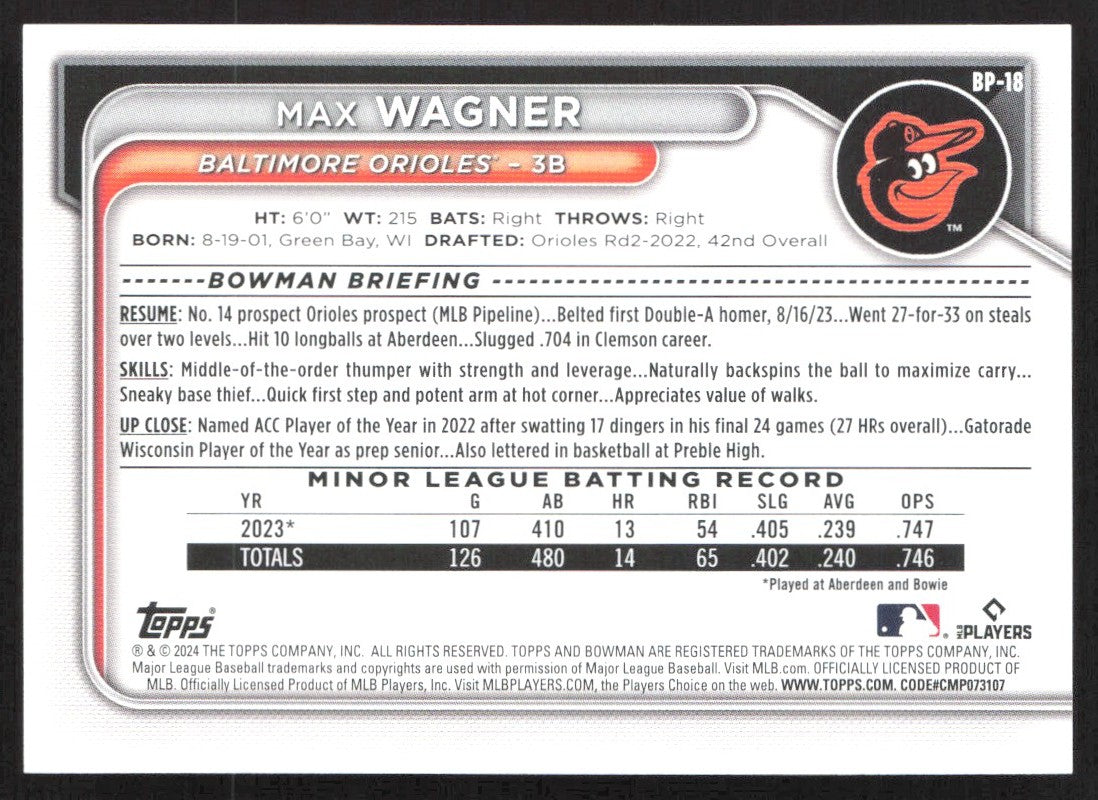 BP-18
MAX WAGNER
BALTIMORE ORIOLES™ – 3B
TM
HT: 6'0" WT: 215 BATS: Right THROWS: Right
BORN: 8-19-01, Green Bay, WI DRAFTED: Orioles Rd2-2022, 42nd Overall
-------BOWMAN BRIEFING -------
RESUME: No. 14 prospect Orioles prospect (MLB Pipeline)...Belted first Double-A homer, 8/16/23...Went 27-for-33 on steals
over two levels...Hit 10 longballs at Aberdeen...Slugged .704 in Clemson career.
SKILLS: Middle-of-the-order thumper with strength and leverage...Naturally backspins the ball to maximize carry...
Sneaky base thief...Quick first step and potent arm at hot corner...Appreciates value of walks.
UP CLOSE: Named ACC Player of the Year in 2022 after swatting 17 dingers in his final 24 games (27 HRs overall)...Gatorade
Wisconsin Player of the Year as prep senior...Also lettered in basketball at Preble High.
MINOR LEAGUE BATTING RECORD
YR G AB HR RBI SLG AVG OPS
2023* 107 410 13 54 .405 .239 .747
TOTALS 126 480 14 65 .402 .240 .746
*Played at Aberdeen and Bowie
Topps®
®
MLB PLAYERS
® & © 2024 THE TOPPS COMPANY, INC. ALL RIGHTS RESERVED. TOPPS AND BOWMAN ARE REGISTERED TRADEMARKS OF THE TOPPS COMPANY, INC.
Major League Baseball trademarks and copyrights are used with permission of Major League Baseball. Visit MLB.com. OFFICIALLY LICENSED PRODUCT OF
MLB. Officially Licensed Product of MLB Players, Inc. Visit MLBPLAYERS.COM, the Players Choice on the web. WWW.TOPPS.COM. CODE#CMP073107